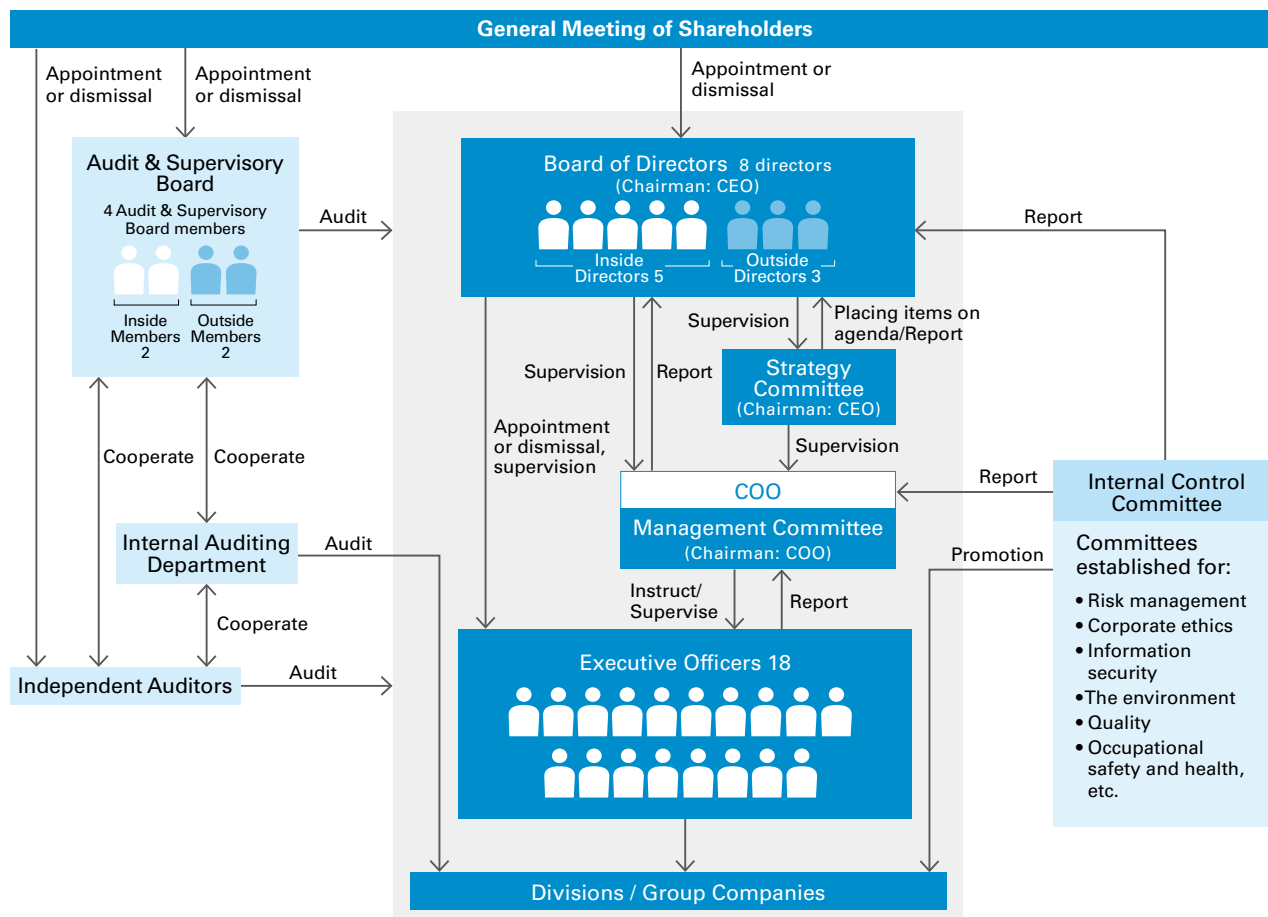 General Meeting of Shareholders
Appointment
or dismissal
Appointment
or dismissal
Appointment or
dismissal
Audit & Supervisory
Board
4 Audit & Supervisory
Board members
Inside
Members
2
Outside
Members
2
Audit
Board of Directors 8 directors
(Chairman: CEO)
Inside
Directors 5
Outside
Directors 3
Report
Supervision
Placing items on
agenda/Report
Supervision
Report
Strategy
Committee
(Chairman: CEO)
Appointment
or dismissal,
supervision
Supervision
Cooperate
Cooperate
COO
Management Committee
(Chairman: COO)
Report
Internal Control
Committee
Internal Auditing
Department
Audit
Promotion
Committees
established for:
• Risk management
• Corporate ethics
• Information
security
•The environment
• Quality
• Occupational
safety and health,
etc.
Instruct/
Supervise
Report
Cooperate
Independent Auditors
Audit
Executive Officers 18
Divisions / Group Companies